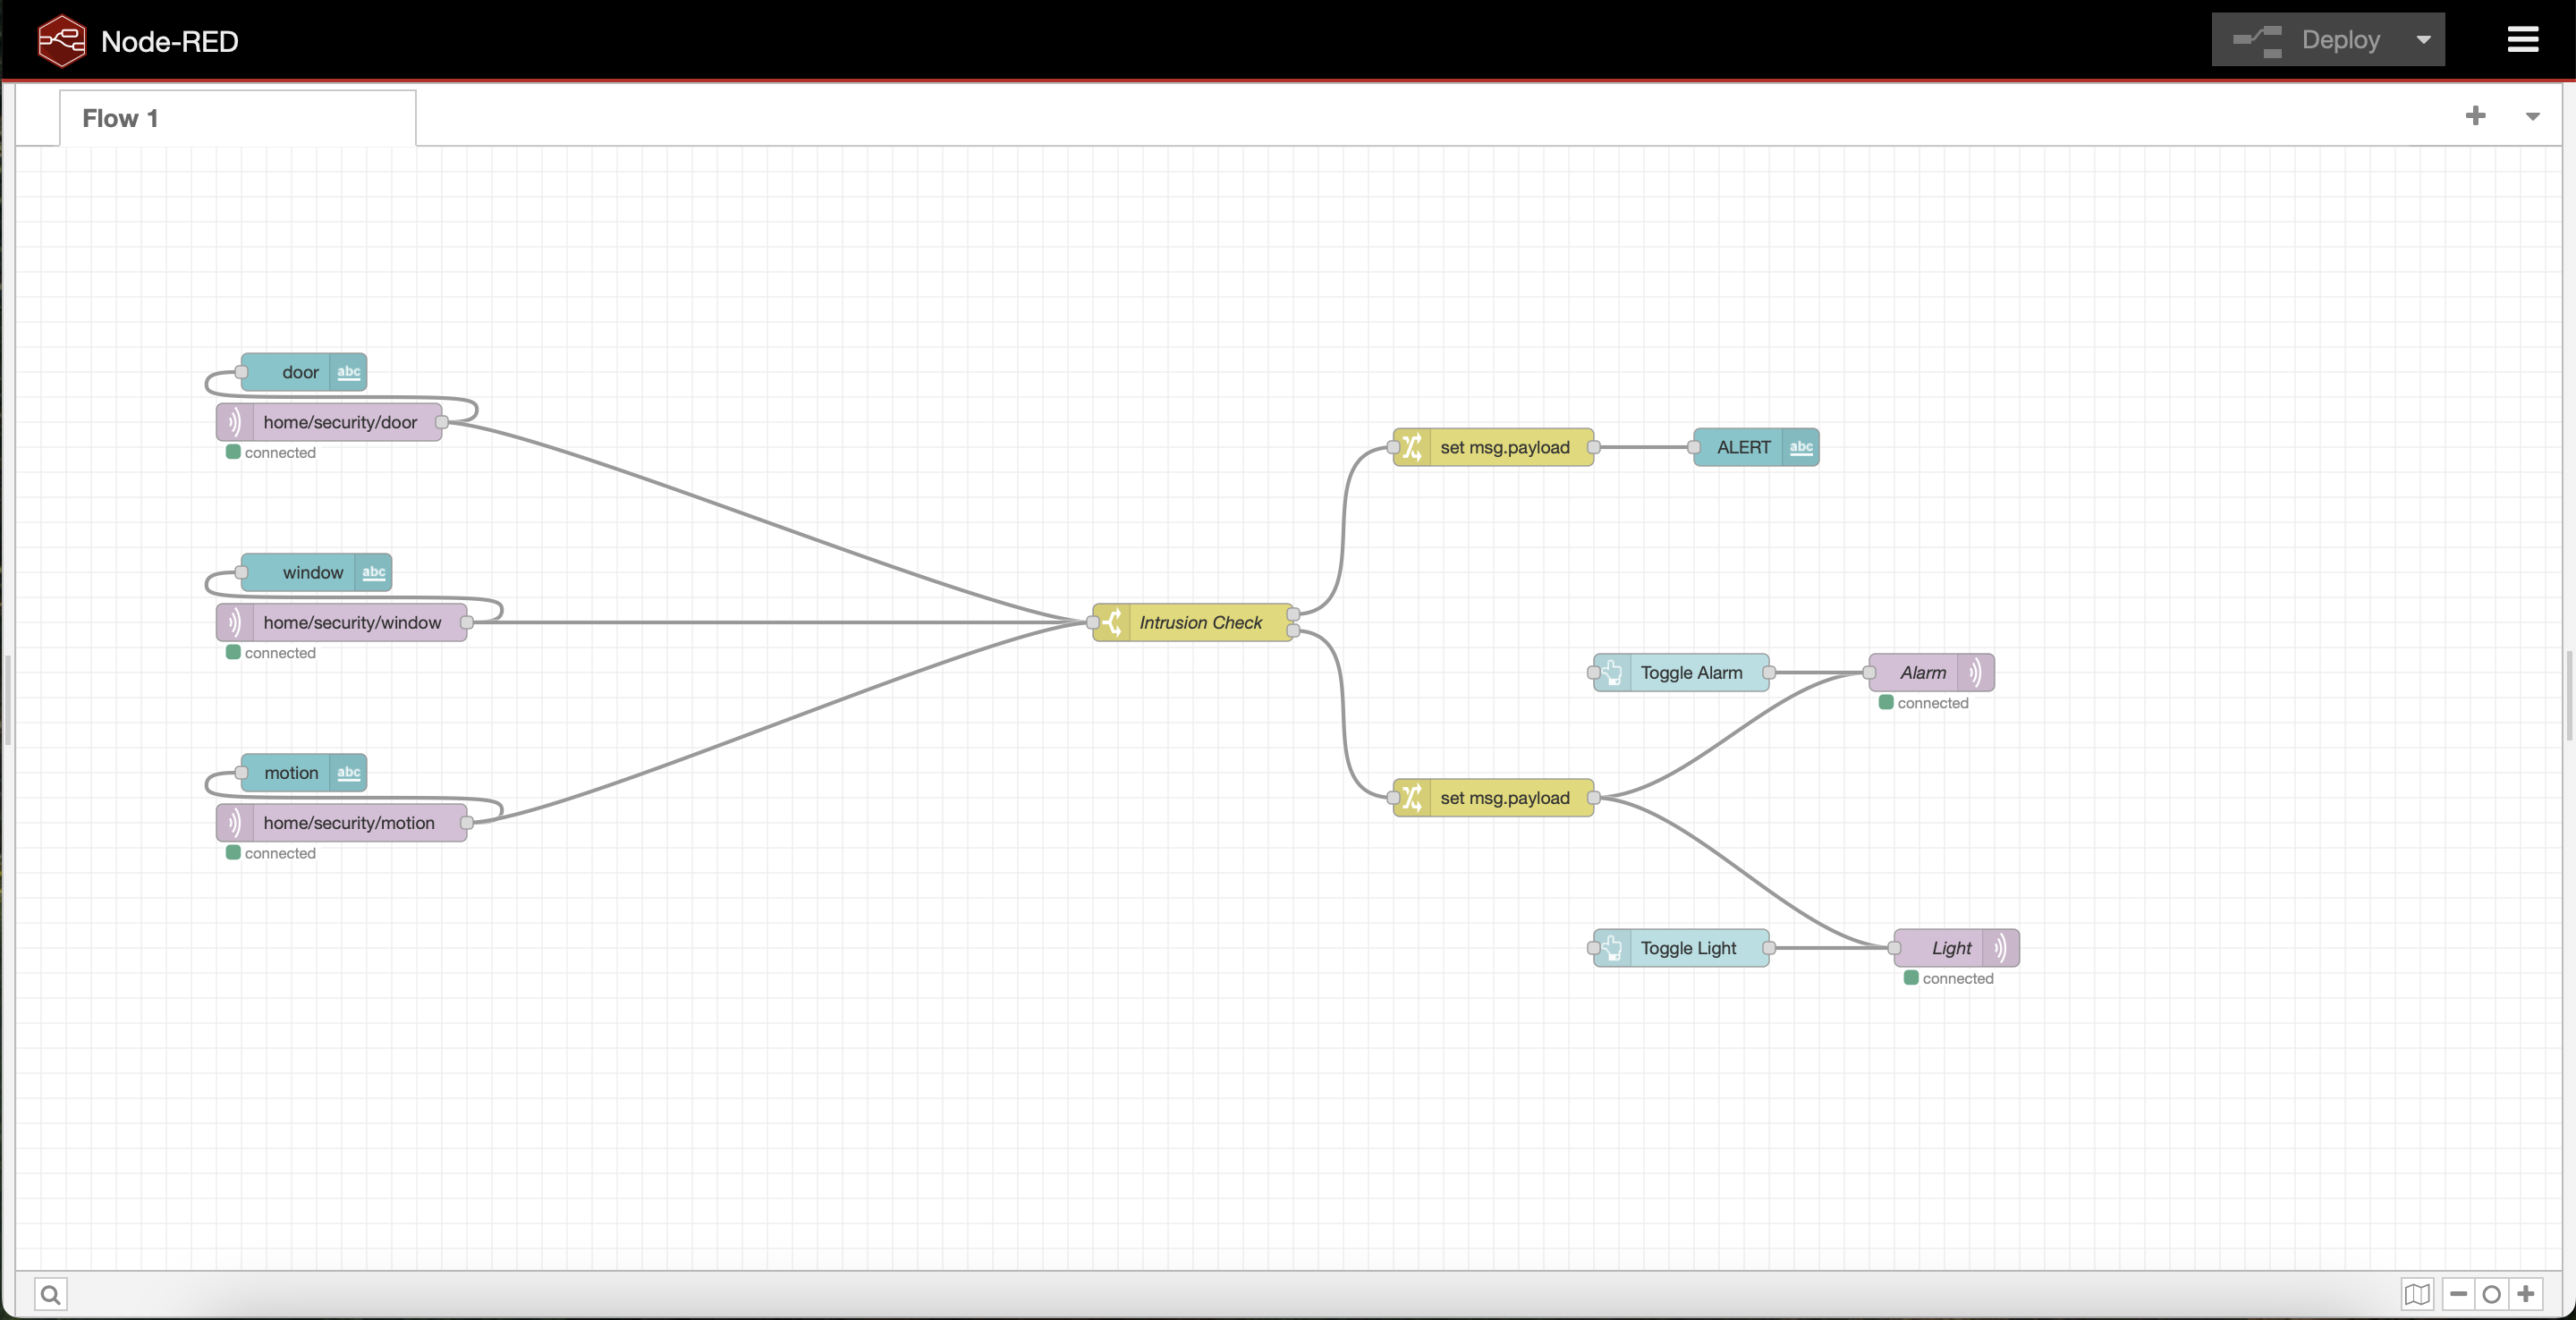 Node-RED
Deploy
Flow 1
door abc
home/security/door
connected
window abc
home/security/window
connected
motion abc
home/security/motion
connected
Intrusion Check
set msg.payload
ALERT abc
Toggle Alarm
Alarm
connected
set msg.payload
Toggle Light
Light
connected